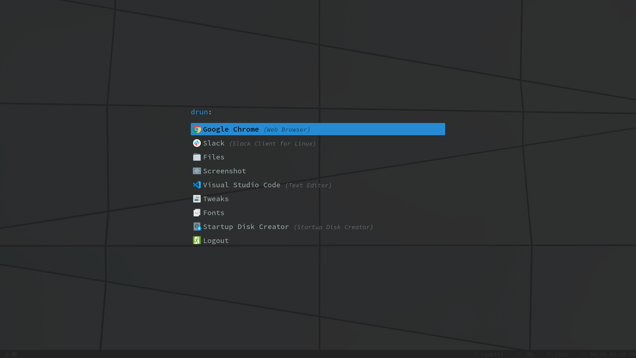 drun:
Google Chrome (Web Browser)
Slack (Slack Client for Linux)
Files
Screenshot
Visual Studio Code (Text Editor)
Tweaks
Fonts
Startup Disk Creator (Startup Disk Creator)
Logout